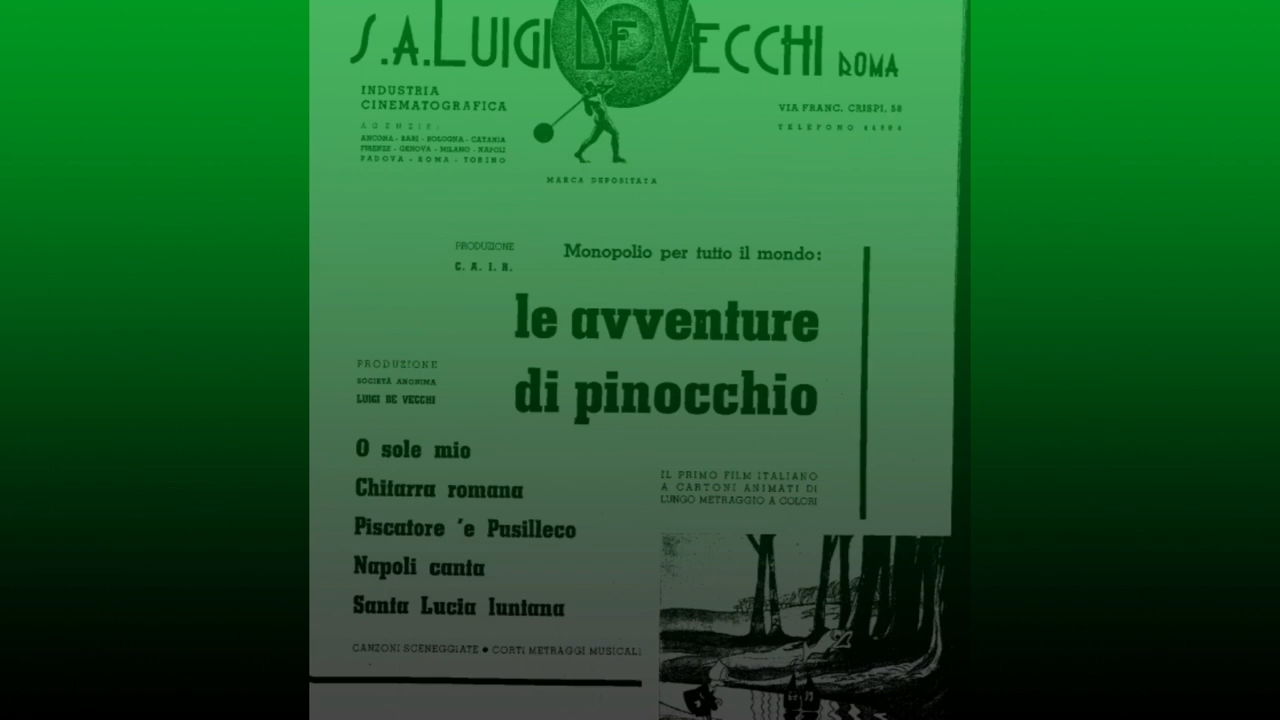 S.A. LUIGI DE VECCHI ROMA
INDUSTRIA
CINEMATOGRAFICA
AGENZIE:
ANCONA - BARI - BOLOGNA - CATANIA
FIRENZE - GENOVA - MILANO - NAPOLI
PADOVA - ROMA - TORINO
VIA FRANC. CRISPI, 58
TELEFONO
MARCA DEPOSITATA
PRODUZIONE
C. A. I. R.
Monopolio per tutto il mondo:
le avventure
di pinocchio
PRODUZIONE
SOCIETÀ ANONIMA
LUIGI DE VECCHI
O sole mio
Chitarra romana
Piscatore 'e Pusilleco
Napoli canta
Santa Lucia luntana
IL PRIMO FILM ITALIANO
A CARTONI ANIMATI DI
LUNGO METRAGGIO A COLORI
CANZONI SCENEGGIATE • CORTI METRAGGI MUSICALI